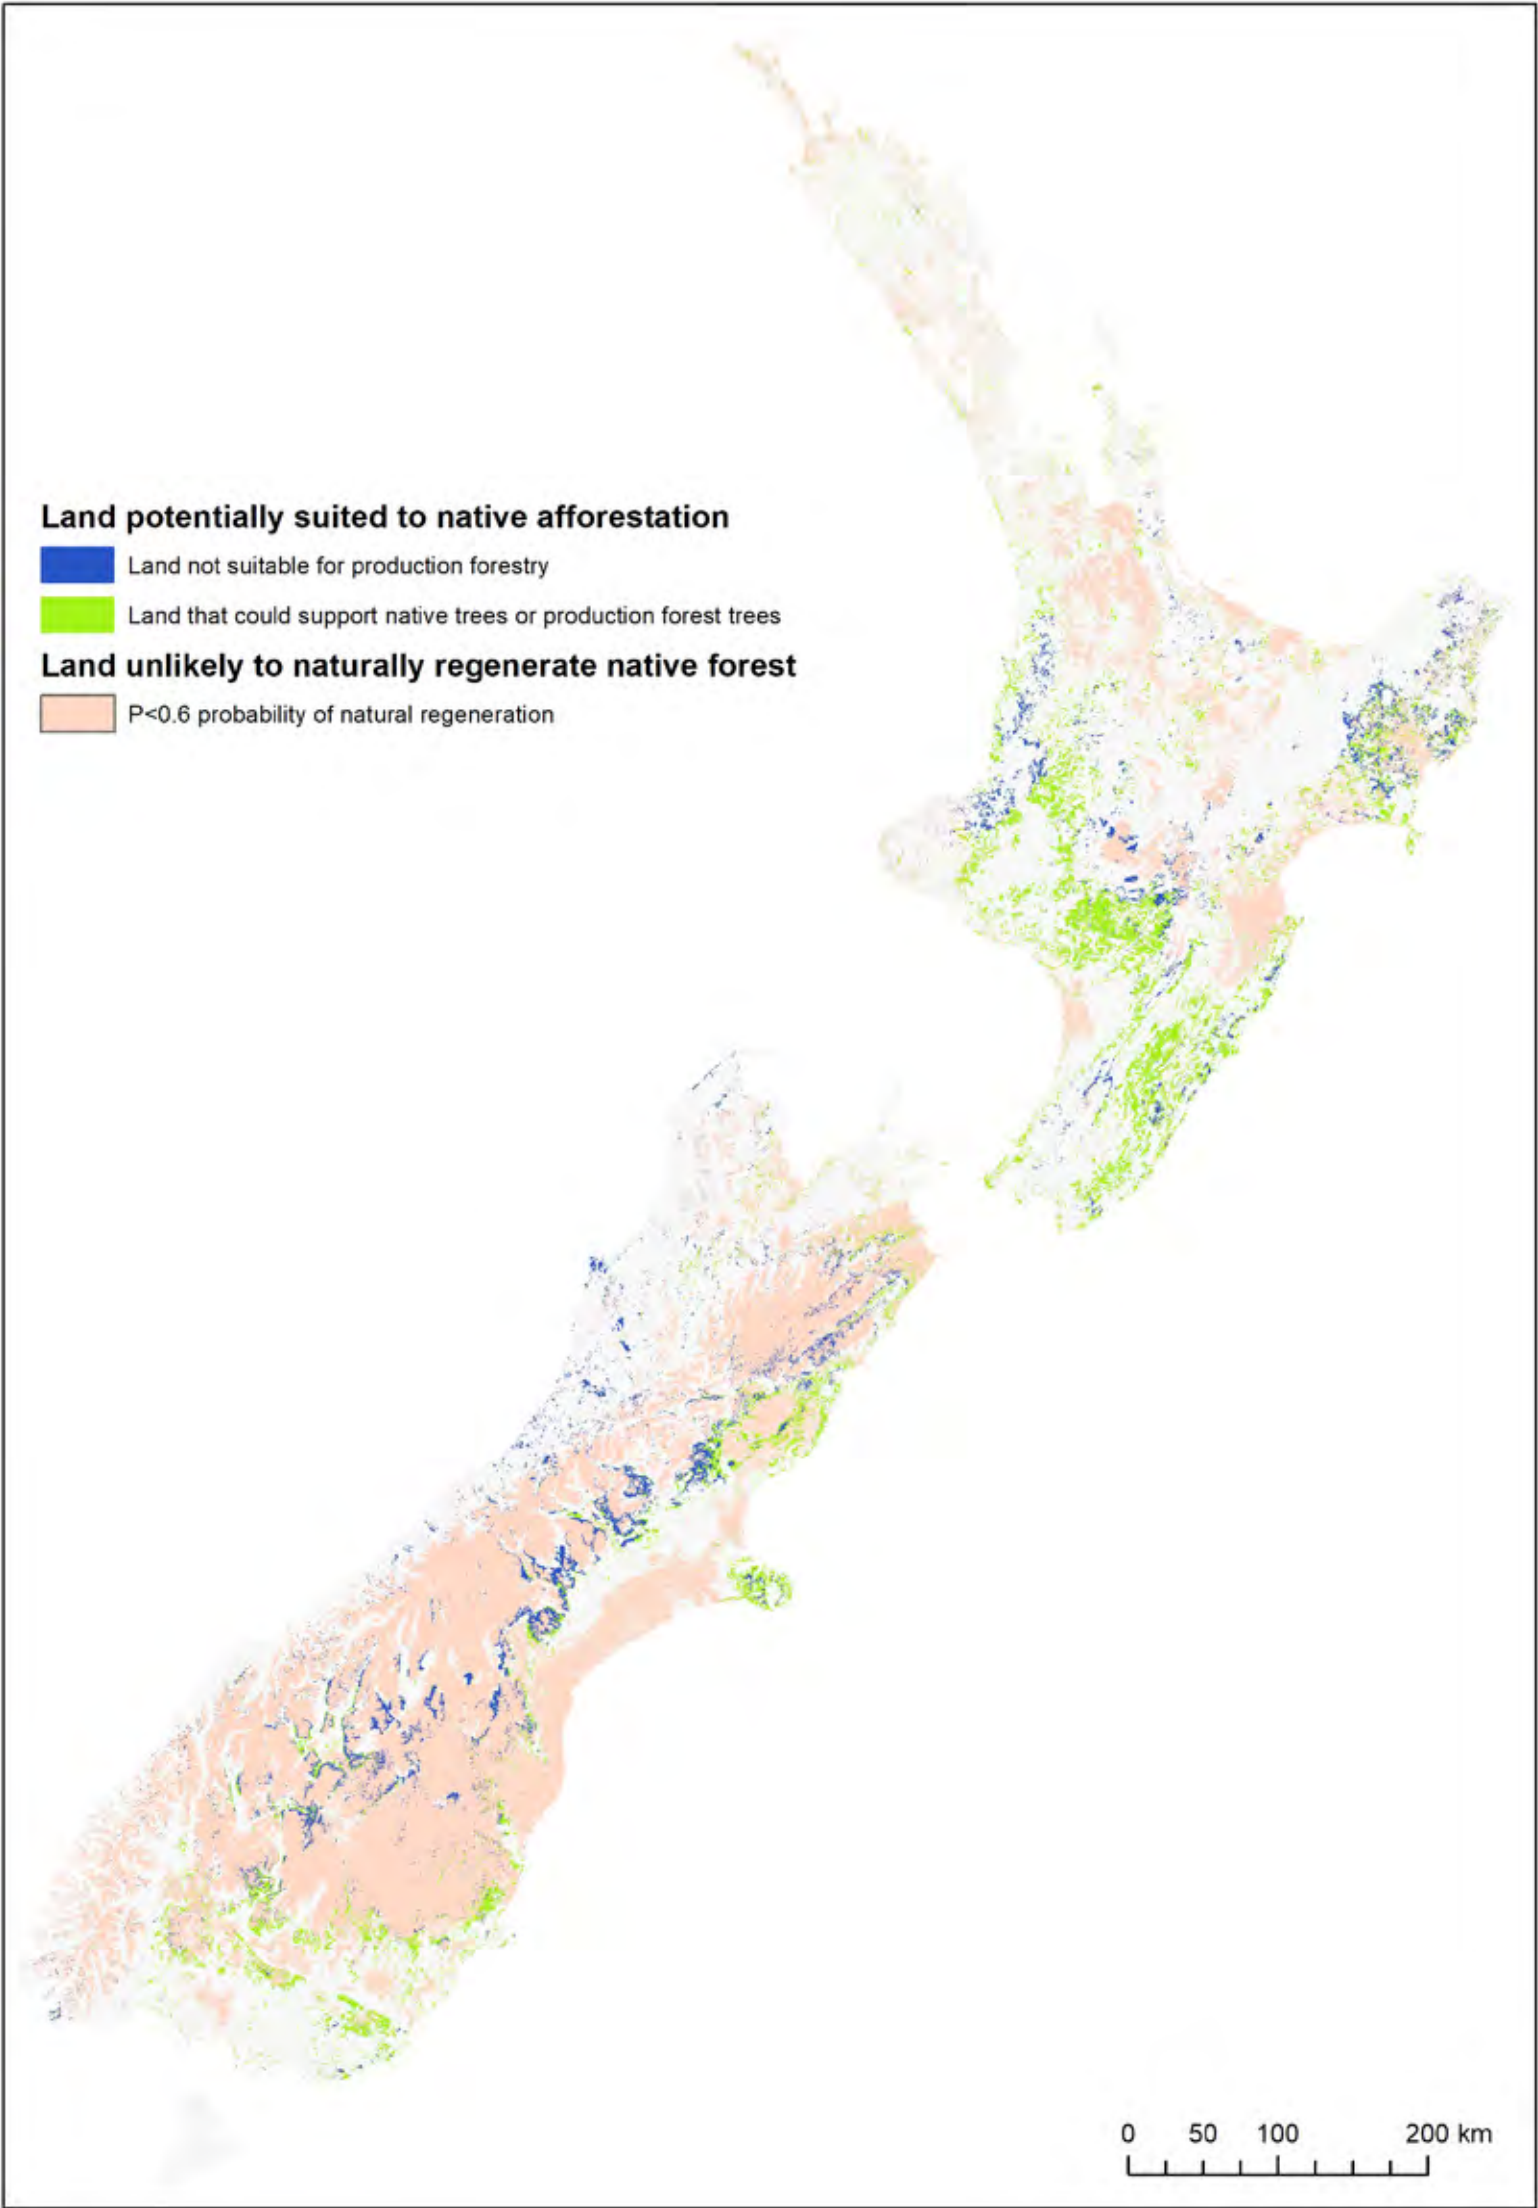 Land potentially suited to native afforestation
Land not suitable for production forestry
Land that could support native trees or production forest trees
Land unlikely to naturally regenerate native forest
P<0.6 probability of natural regeneration
0 50 100 200 km